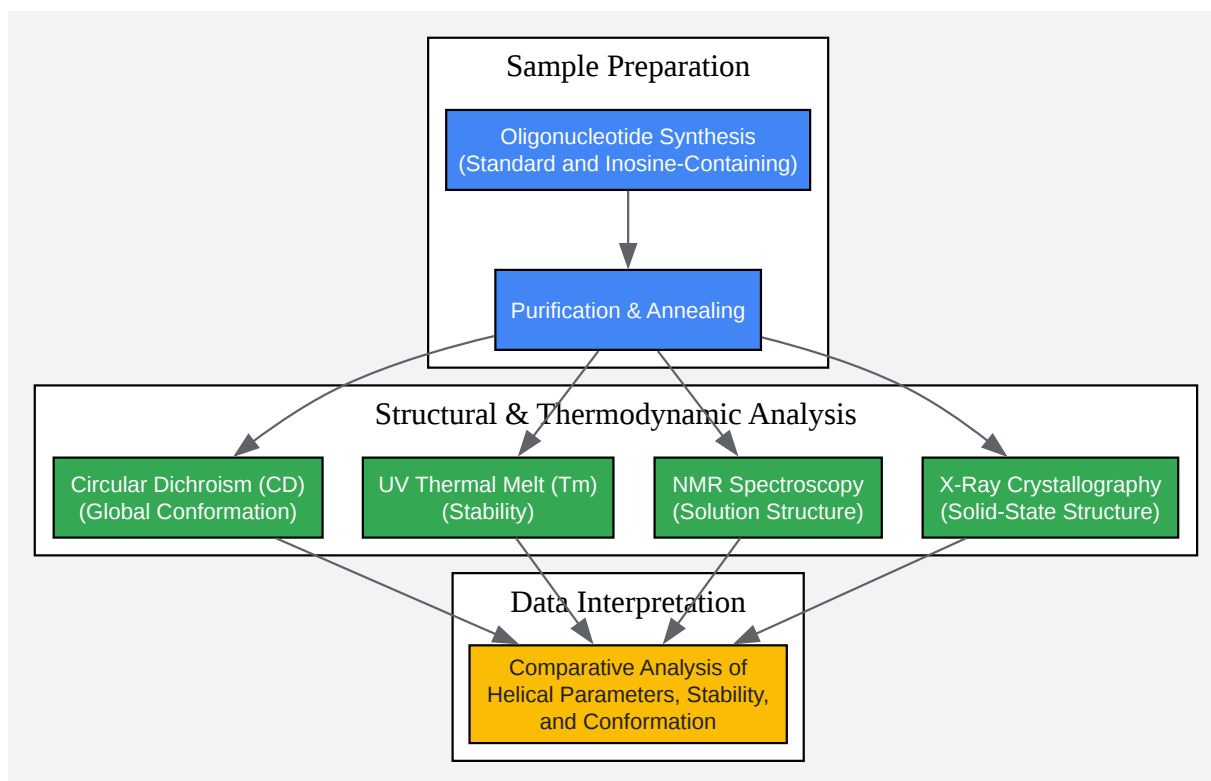 Sample Preparation
Oligonucleotide Synthesis
(Standard and Inosine-Containing)
Purification & Annealing
Structural & Thermodynamic Analysis
Circular Dichroism (CD)
(Global Conformation)
UV Thermal Melt (Tm)
(Stability)
NMR Spectroscopy
(Solution Structure)
X-Ray Crystallography
(Solid-State Structure)
Data Interpretation
Comparative Analysis of
Helical Parameters, Stability,
and Conformation